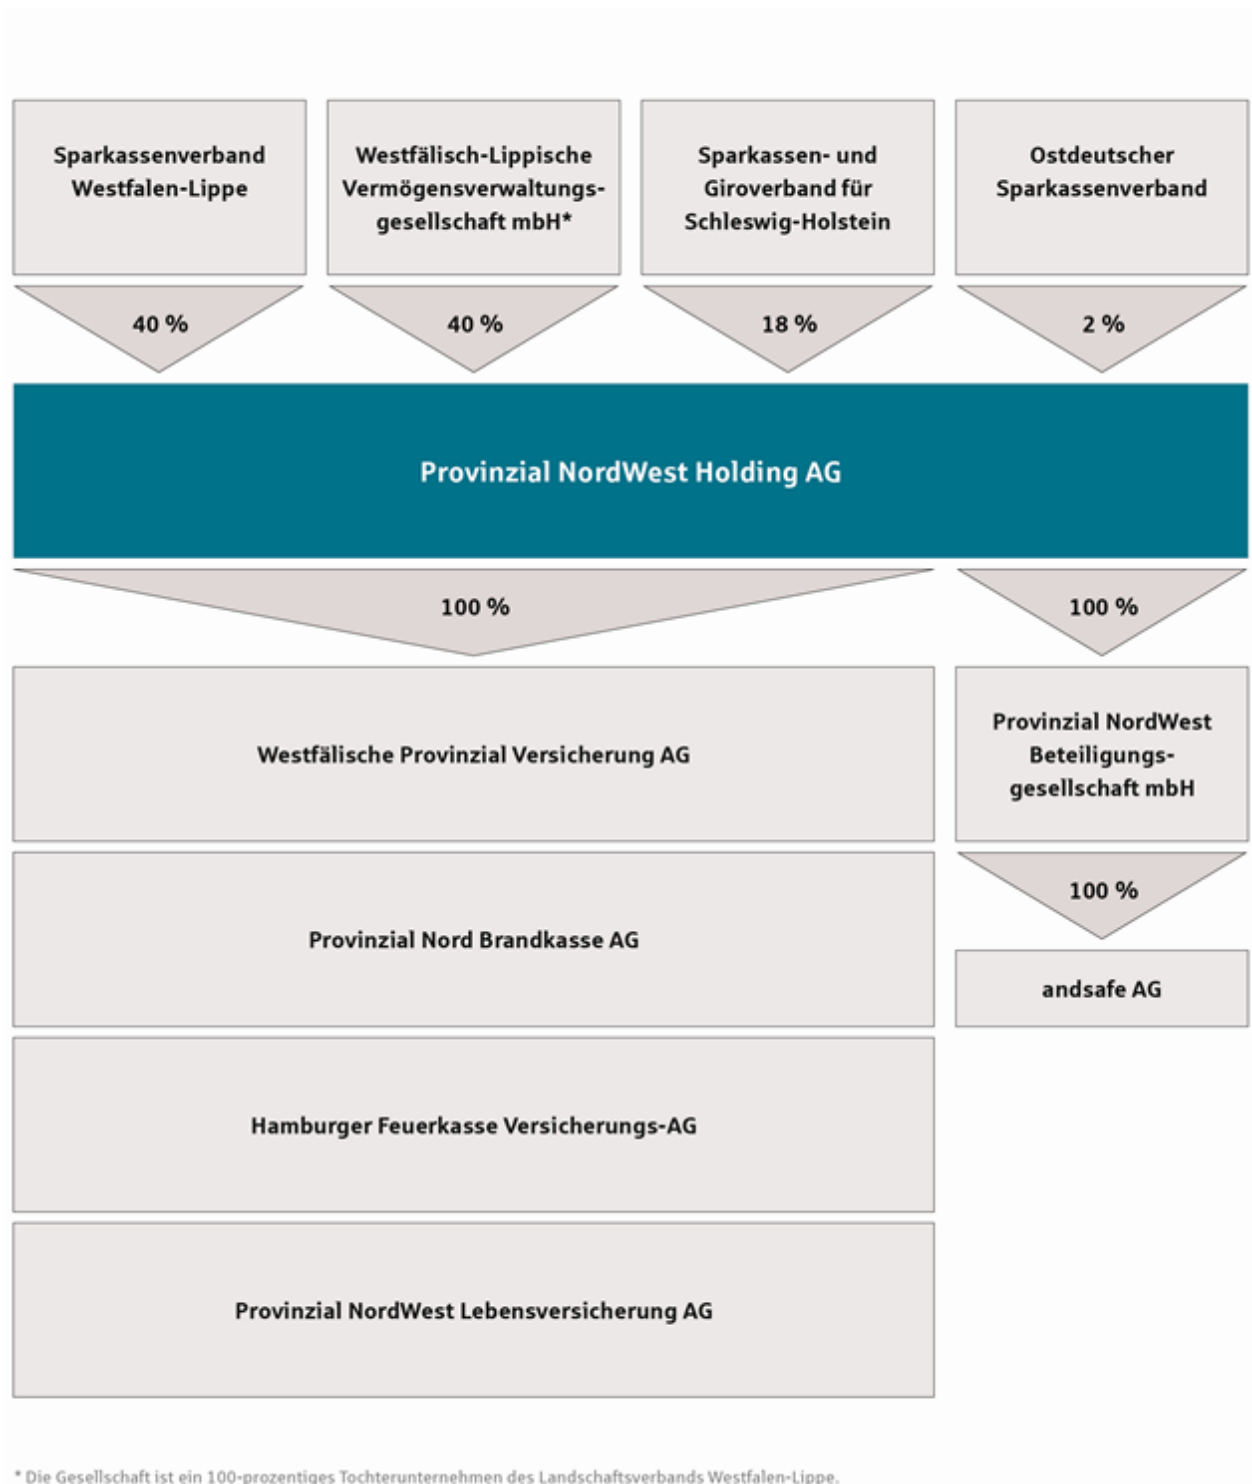 Sparkassenverband
Westfalen-Lippe
Westfälisch-Lippische
Vermögensverwaltungs-
gesellschaft mbH*
Sparkassen- und
Giroverband für
Schleswig-Holstein
Ostdeutscher
Sparkassenverband
40 %
40 %
18 %
2 %
Provinzial NordWest Holding AG
100 %
100 %
Westfälische Provinzial Versicherung AG
Provinzial NordWest
Beteiligungs-
gesellschaft mbH
100 %
Provinzial Nord Brandkasse AG
andsafe AG
Hamburger Feuerkasse Versicherungs-AG
Provinzial NordWest Lebensversicherung AG
* Die Gesellschaft ist ein 100-prozentiges Tochterunternehmen des Landschaftsverbands Westfalen-Lippe.